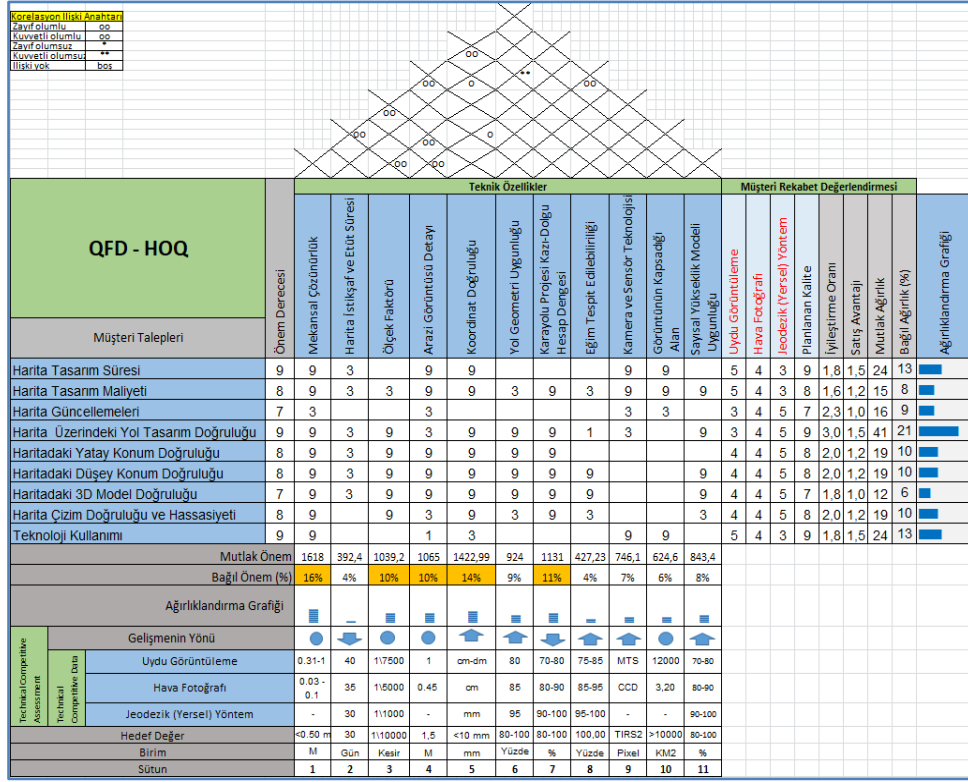 Korelasyon İlişki Anahtarı
Zayıf olumlu oo
Kuvvetli olumlu oo
Zayıf olumsuz *
Kuvvetli olumsuz **
İlişki yok boş
oo
**
oo o oo
oo
oo o
oo oo
Teknik Özellikler Müşteri Rekabet Değerlendirmesi
QFD - HOQ
Müşteri Talepleri
Önem Derecesi
Mekansal Çözünürlük
Harita İstikşaf ve Etüt Süresi
Ölçek Faktörü
Arazi Görüntüsü Detayı
Koordinat Doğruluğu
Yol Geometri Uygunluğu
Karayolu Projesi Kazı-Dolgu
Hesap Dengesi
Eğim Tespit Edilebilirliği
Kamera ve Sensör Teknolojisi
Görüntünün Kapsadığı
Alan
Sayısal Yükseklik Modeli
Uygunluğu
Uydu Görüntüleme
Hava Fotoğrafı
Jeodezik (Yersel) Yöntem
Planlanan Kalite
İyileştirme Oranı
Satış Avantajı
Mutlak Ağırlık
Bağıl Ağırlık (%)
Ağırlıklandırma Grafiği
Harita Tasarım Süresi 9 9 3 9 9 9 9 5 4 3 9 1,8 1,5 24 13
Harita Tasarım Maliyeti 8 9 3 3 9 9 3 9 3 9 9 9 5 4 3 8 1,6 1,2 15 8
Harita Güncellemeleri 7 3 3 3 3 3 4 5 7 2,3 1,0 16 9
Harita Üzerindeki Yol Tasarım Doğruluğu 9 9 3 9 3 9 9 9 1 3 9 3 4 5 9 3,0 1,5 41 21
Haritadaki Yatay Konum Doğruluğu 8 9 3 9 9 9 9 9 4 4 5 8 2,0 1,2 19 10
Haritadaki Düşey Konum Doğruluğu 8 9 3 9 9 9 9 9 9 9 4 4 5 8 2,0 1,2 19 10
Haritadaki 3D Model Doğruluğu 7 9 3 9 9 9 9 9 9 9 4 4 5 7 1,8 1,0 12 6
Harita Çizim Doğruluğu ve Hassasiyeti 8 9 9 3 9 3 9 3 3 4 4 5 8 2,0 1,2 19 10
Teknoloji Kullanımı 9 9 1 3 9 9 5 4 3 9 1,8 1,5 24 13
Mutlak Önem 1618 392,4 1039,2 1065 1422,99 924 1131 427,23 746,1 624,6 843,4
Bağıl Önem (%) 16% 4% 10% 10% 14% 9% 11% 4% 7% 6% 8%
Ağırlıklandırma Grafiği
Gelişmenin Yönü
Technical Competitive
Assessment
Technical
Competitive Data
Uydu Görüntüleme 0.31-1 40 1\7500 1 cm-dm 80 70-80 75-85 MTS 12000 70-80
Hava Fotoğrafı 0.03 - 0.1 35 1\5000 0.45 cm 85 80-90 85-95 CCD 3,20 80-90
Jeodezik (Yersel) Yöntem - 30 1\1000 - mm 95 90-100 95-100 - - 90-100
Hedef Değer <0.50 m 30 1\10000 1,5 <10 mm 80-100 80-100 100,00 TIRS2 >10000 80-100
Birim M Gün Kesir M mm Yüzde % Yüzde Pixel KM2 %
Sütun 1 2 3 4 5 6 7 8 9 10 11